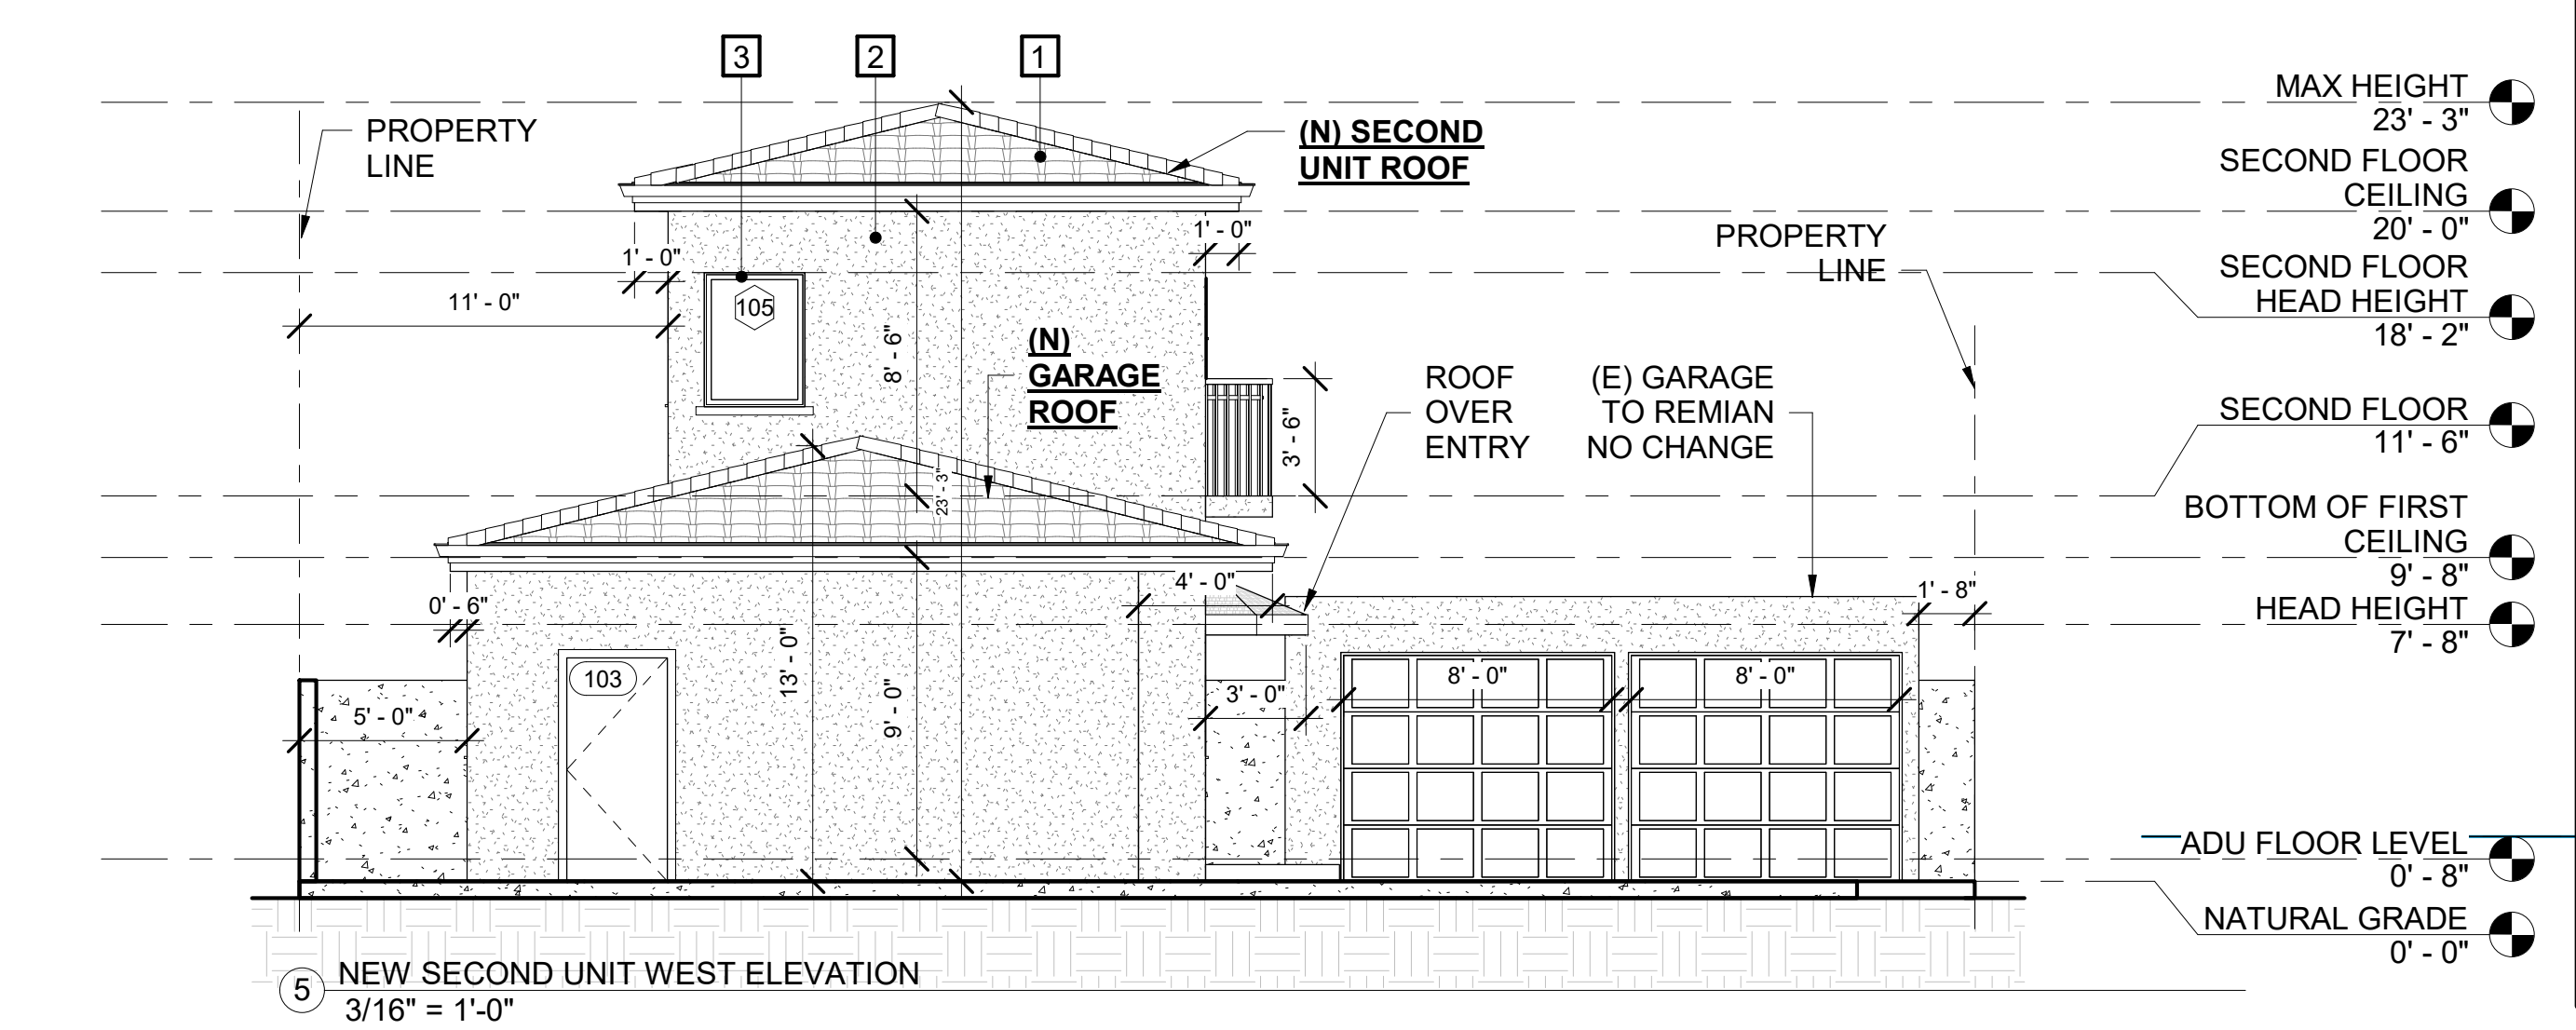 3
2
1
PROPERTY
LINE
(N) SECOND
UNIT ROOF
MAX HEIGHT
23' - 3"
SECOND FLOOR
CEILING
20' - 0"
SECOND FLOOR
HEAD HEIGHT
18' - 2"
SECOND FLOOR
11' - 6"
BOTTOM OF FIRST
CEILING
9' - 8"
HEAD HEIGHT
7' - 8"
ADU FLOOR LEVEL
0' - 8"
NATURAL GRADE
0' - 0"
PROPERTY
LINE
1' - 0"
1' - 0"
11' - 0"
105
8' - 6"
(N)
GARAGE
ROOF
ROOF
OVER
ENTRY
(E) GARAGE
TO REMIAN
NO CHANGE
3' - 6"
23' - 3"
0' - 6"
4' - 0"
1' - 8"
13' - 0"
9' - 0"
103
5' - 0"
3' - 0"
8' - 0"
8' - 0"
5
NEW SECOND UNIT WEST ELEVATION
3/16" = 1'-0"